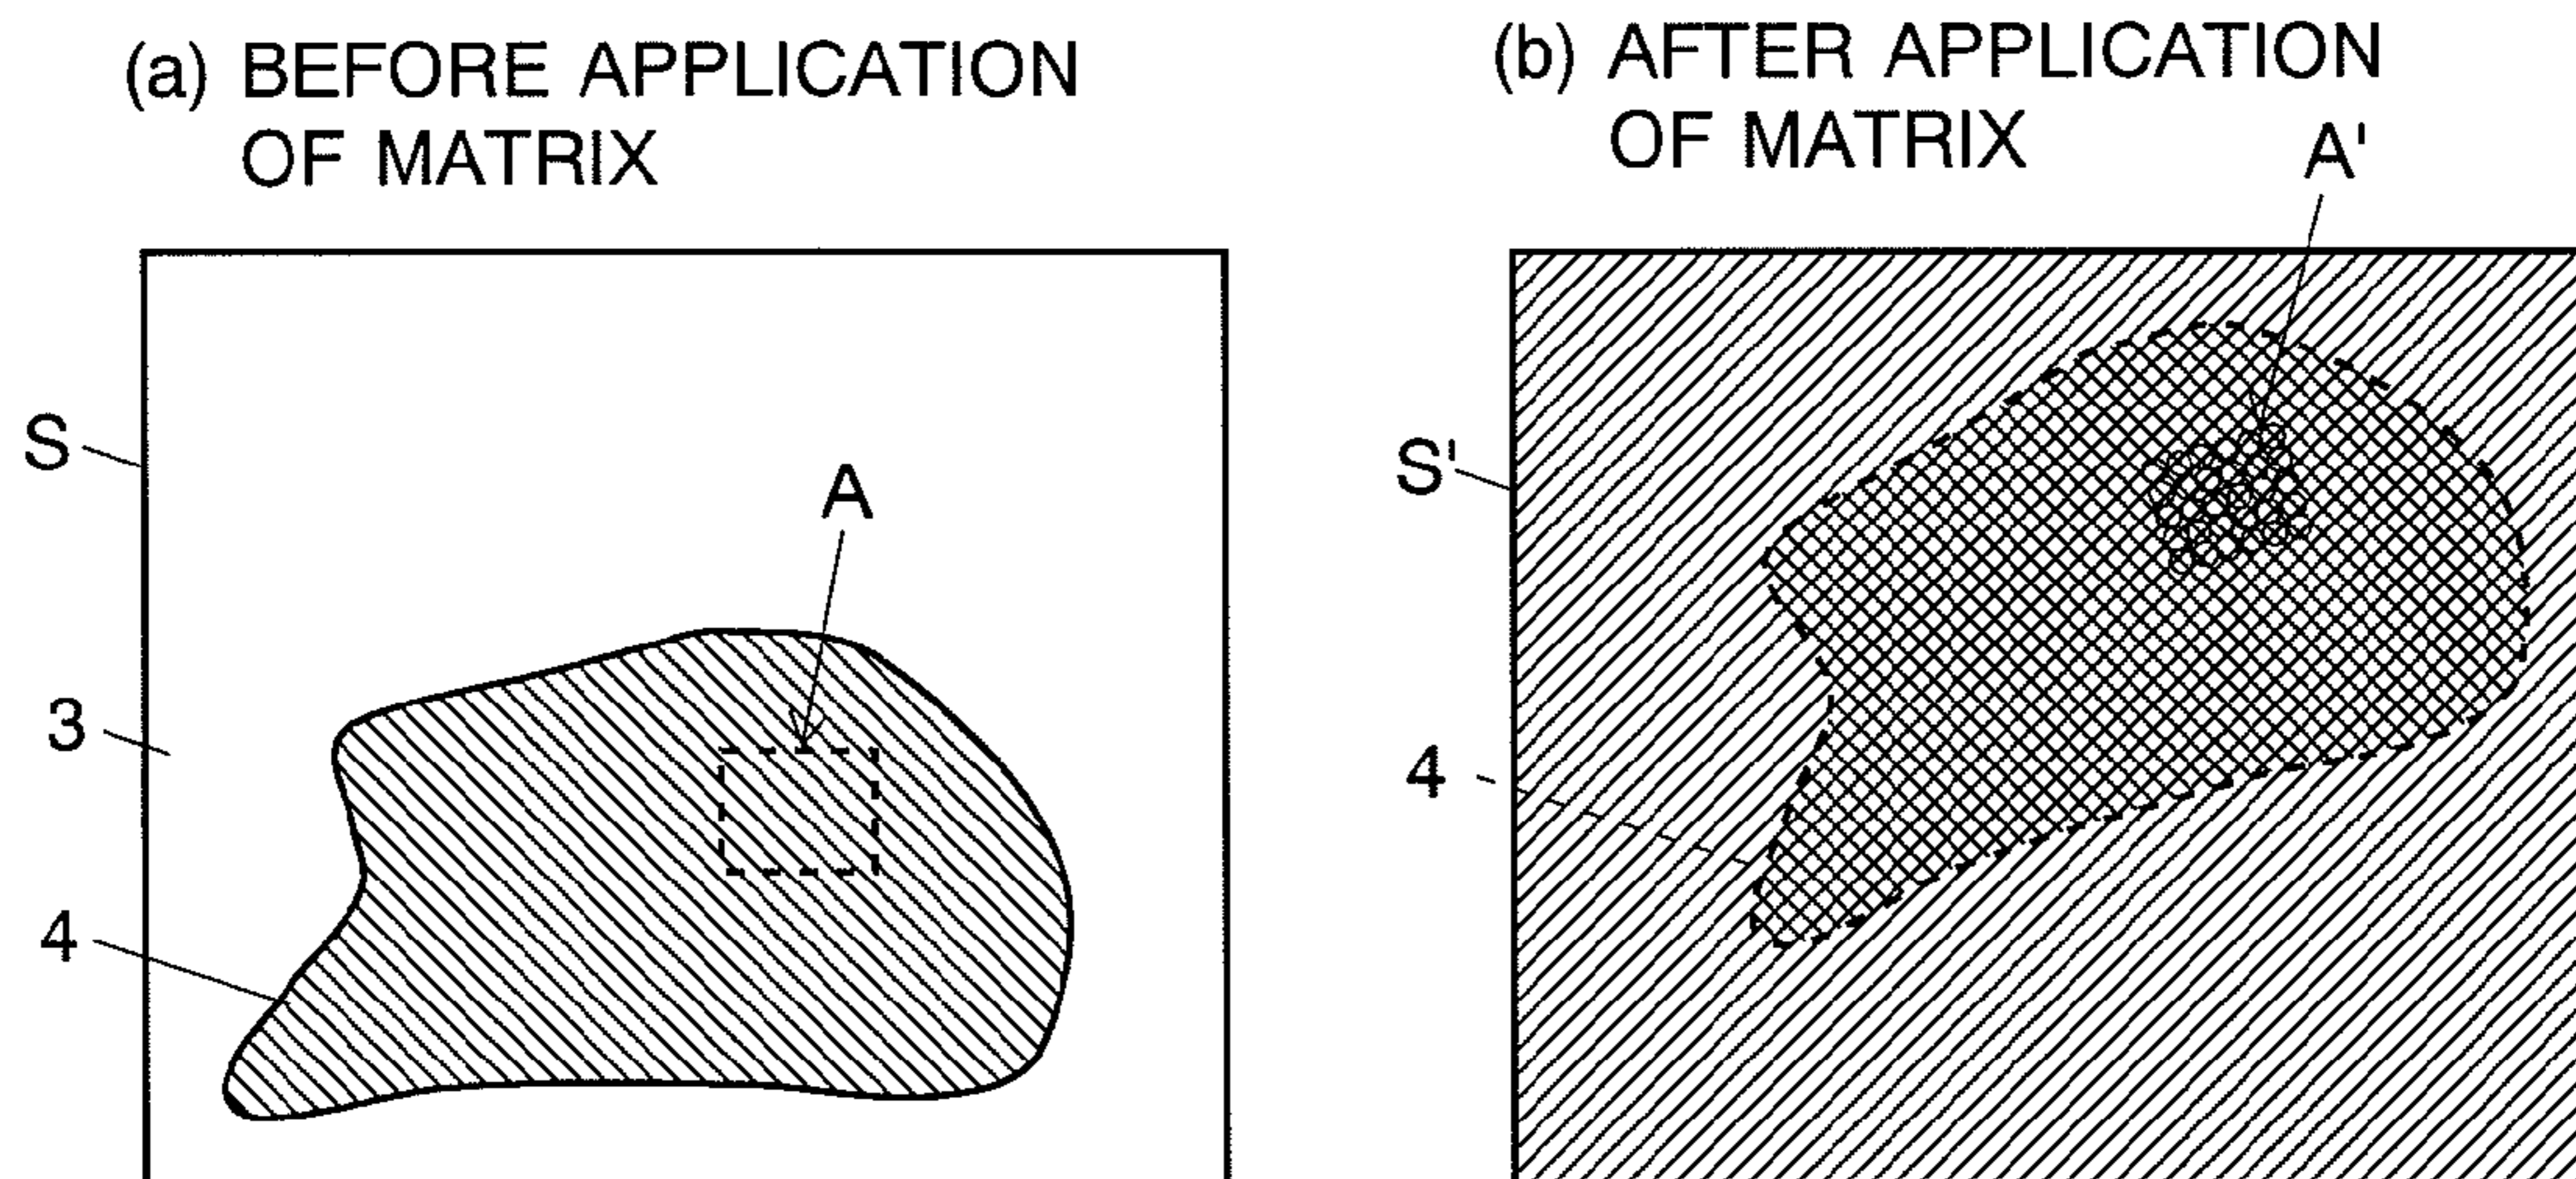 (a) BEFORE APPLICATION
OF MATRIX
S
A
3
4
(b) AFTER APPLICATION
OF MATRIX
A'
S'
4